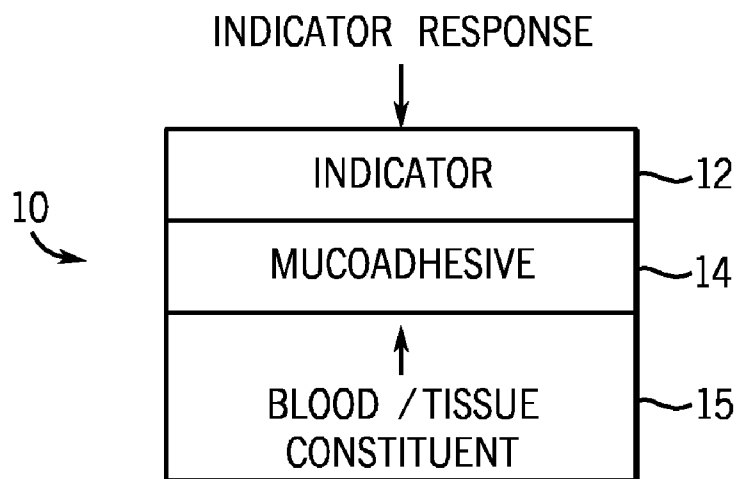 INDICATOR RESPONSE
INDICATOR
12
10
MUCOADHESIVE
14
BLOOD / TISSUE
CONSTITUENT
15